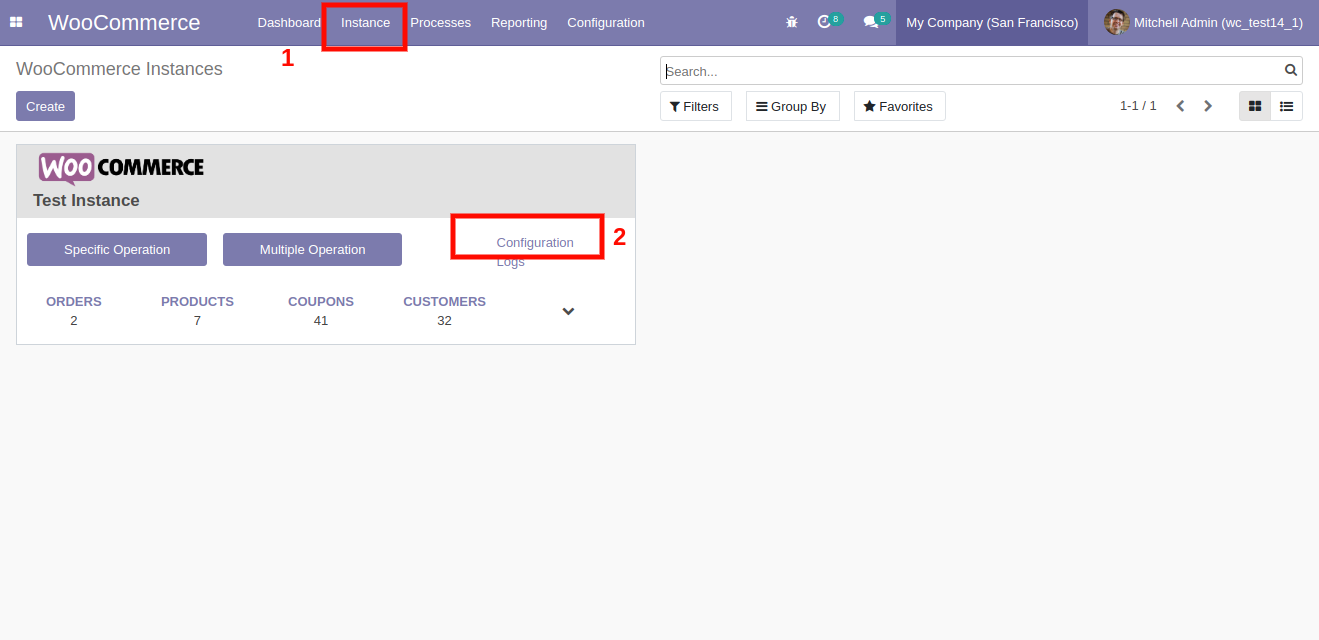 WooCommerce Dashboard Instance Processes Reporting Configuration 8 5 My Company (San Francisco) Mitchell Admin (wc_test14_1)
1
WooCommerce Instances
Search...
Create
Filters Group By Favorites 1-1 / 1
WOO COMMERCE
Test Instance
Specific Operation Multiple Operation Configuration 2
Logs
ORDERS PRODUCTS COUPONS CUSTOMERS
2 7 41 32